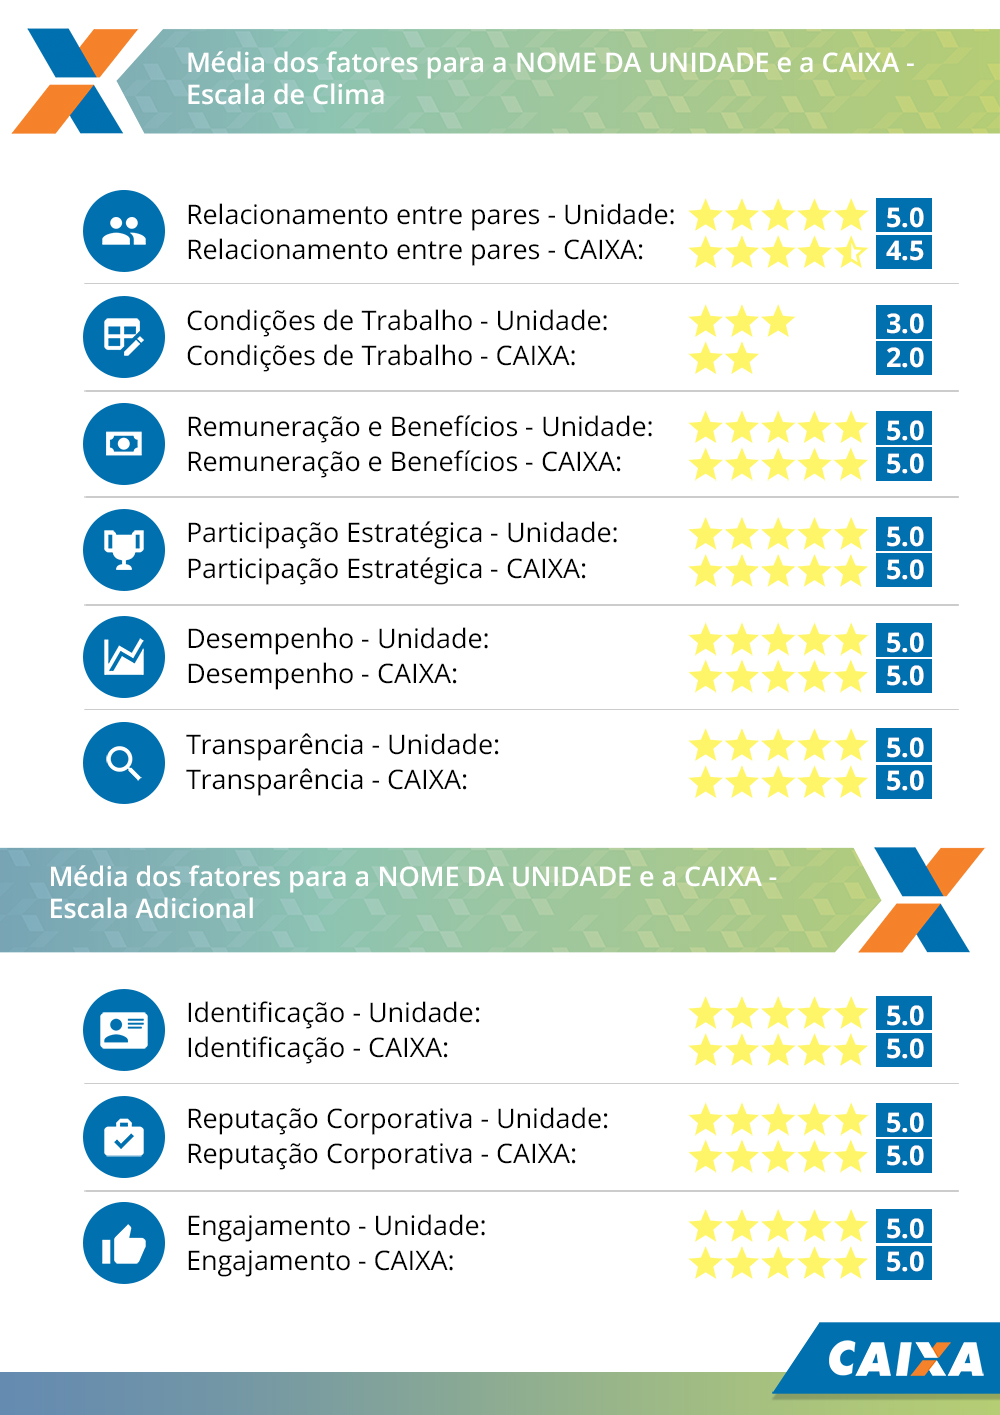 Média dos fatores para a NOME DA UNIDADE e a CAIXA -
Escala de Clima
Relacionamento entre pares - Unidade: 5.0
Relacionamento entre pares - CAIXA: 4.5
Condições de Trabalho - Unidade: 3.0
Condições de Trabalho - CAIXA: 2.0
Remuneração e Benefícios - Unidade: 5.0
Remuneração e Benefícios - CAIXA: 5.0
Participação Estratégica - Unidade: 5.0
Participação Estratégica - CAIXA: 5.0
Desempenho - Unidade: 5.0
Desempenho - CAIXA: 5.0
Transparência - Unidade: 5.0
Transparência - CAIXA: 5.0
Média dos fatores para a NOME DA UNIDADE e a CAIXA -
Escala Adicional
Identificação - Unidade: 5.0
Identificação - CAIXA: 5.0
Reputação Corporativa - Unidade: 5.0
Reputação Corporativa - CAIXA: 5.0
Engajamento - Unidade: 5.0
Engajamento - CAIXA: 5.0
CAIXA